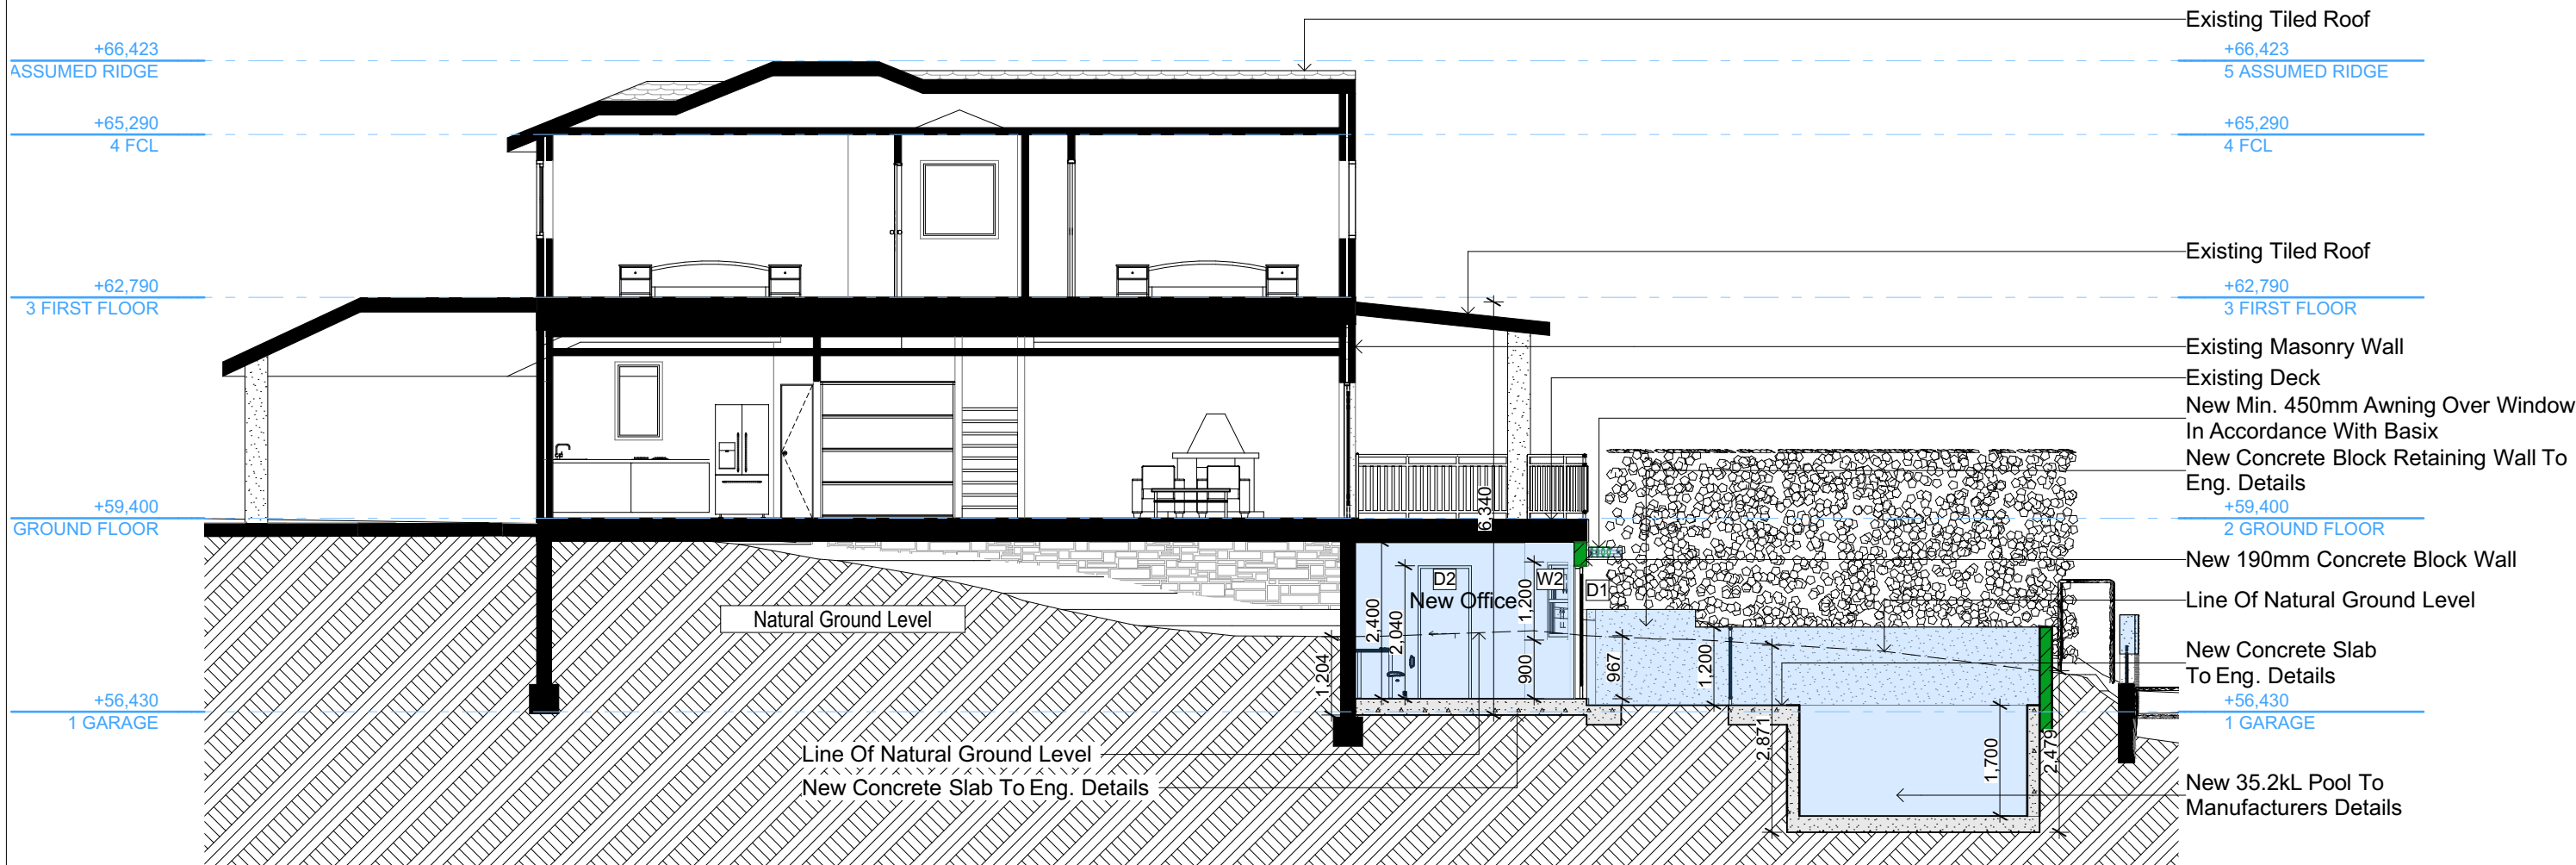 Existing Tiled Roof
+66,423
ASSUMED RIDGE
+66,423
5 ASSUMED RIDGE
+65,290
4 FCL
+65,290
4 FCL
Existing Tiled Roof
+62,790
3 FIRST FLOOR
+62,790
3 FIRST FLOOR
Existing Masonry Wall
Existing Deck
New Min. 450mm Awning Over Window
In Accordance With Basix
New Concrete Block Retaining Wall To
Eng. Details
+59,400
GROUND FLOOR
6,340
+59,400
2 GROUND FLOOR
New 190mm Concrete Block Wall
D2
W2
D1
New Office
Line Of Natural Ground Level
Natural Ground Level
2,400
2,040
1,200
900
967
1,200
1,204
New Concrete Slab
To Eng. Details
+56,430
1 GARAGE
+56,430
1 GARAGE
2,871
1,700
2,479
Line Of Natural Ground Level
New Concrete Slab To Eng. Details
New 35.2kL Pool To
Manufacturers Details